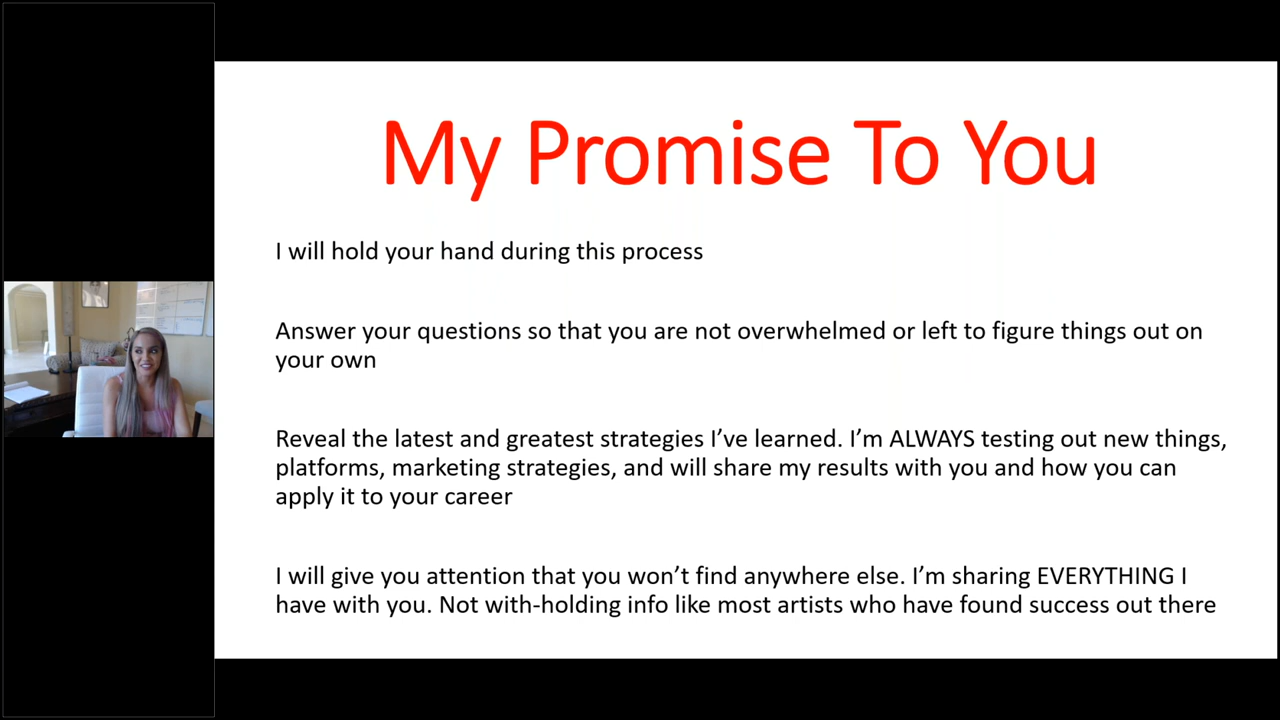 My Promise To You
I will hold your hand during this process
Answer your questions so that you are not overwhelmed or left to figure things out on
your own
Reveal the latest and greatest strategies I’ve learned. I’m ALWAYS testing out new things,
platforms, marketing strategies, and will share my results with you and how you can
apply it to your career
I will give you attention that you won’t find anywhere else. I’m sharing EVERYTHING I
have with you. Not with-holding info like most artists who have found success out there